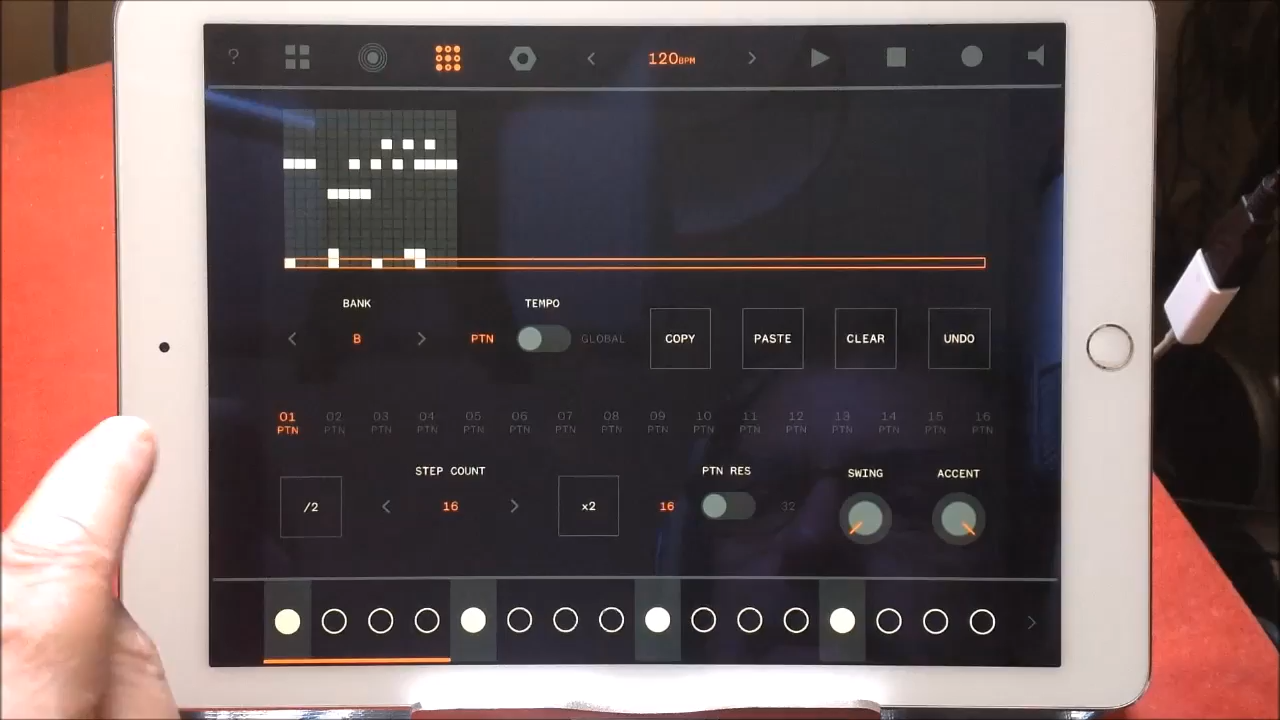 ?
120BPM
BANK
TEMPO
B
PTN
GLOBAL
COPY
PASTE
CLEAR
UNDO
01 02 03 04 05 06 07 08 09 10 11 12 13 14 15 16
PTN PTN PTN PTN PTN PTN PTN PTN PTN PTN PTN PTN PTN PTN PTN PTN
STEP COUNT
PTN RES
SWING
ACCENT
/2
16
x2
16
32